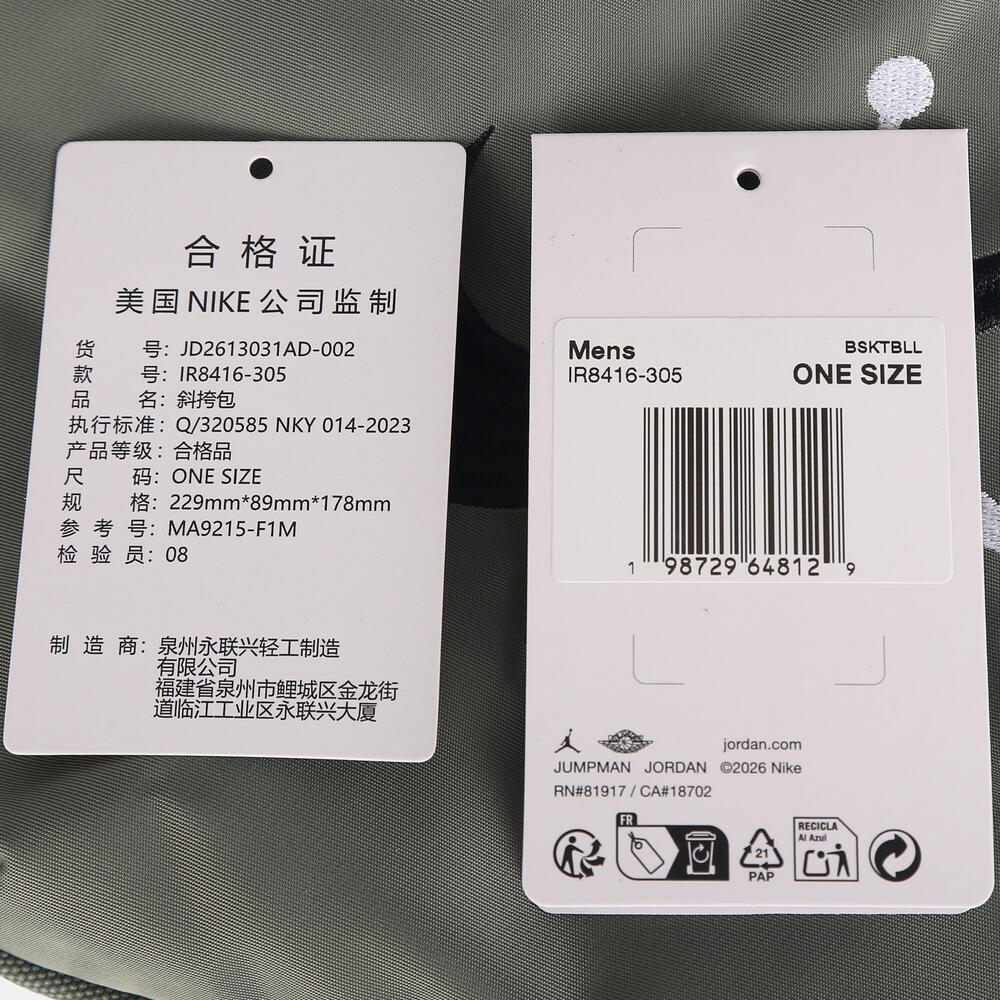 合格证
美国NIKE公司监制
货 号：JD2613031AD-002
款 号：IR8416-305
品 名：斜挎包
执行标准：Q/320585 NKY 014-2023
产品等级：合格品
尺 码：ONE SIZE
规 格：229mm*89mm*178mm
参 考 号：MA9215-F1M
检 验 员：08
制 造 商：泉州永联兴轻工制造
有限公司
福建省泉州市鲤城区金龙街
道临江工业区永联兴大厦
Mens BSKTBLL
IR8416-305 ONE SIZE
1 98729 64812 9
jordan.com
JUMPMAN JORDAN ©2026 Nike
RN#81917 / CA#18702
FR
21
PAP
RECICLA
Al Azul